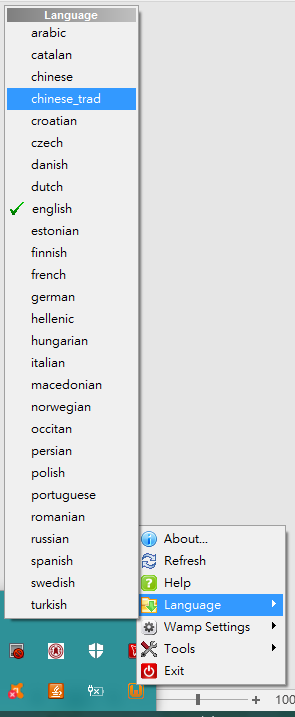 Language
arabic
catalan
chinese
chinese_trad
croatian
czech
danish
dutch
english
estonian
finnish
french
german
hellenic
hungarian
italian
macedonian
norwegian
occitan
persian
polish
portuguese
romanian
russian
spanish
swedish
turkish
About...
Refresh
Help
Language
Wamp Settings
Tools
Exit
100